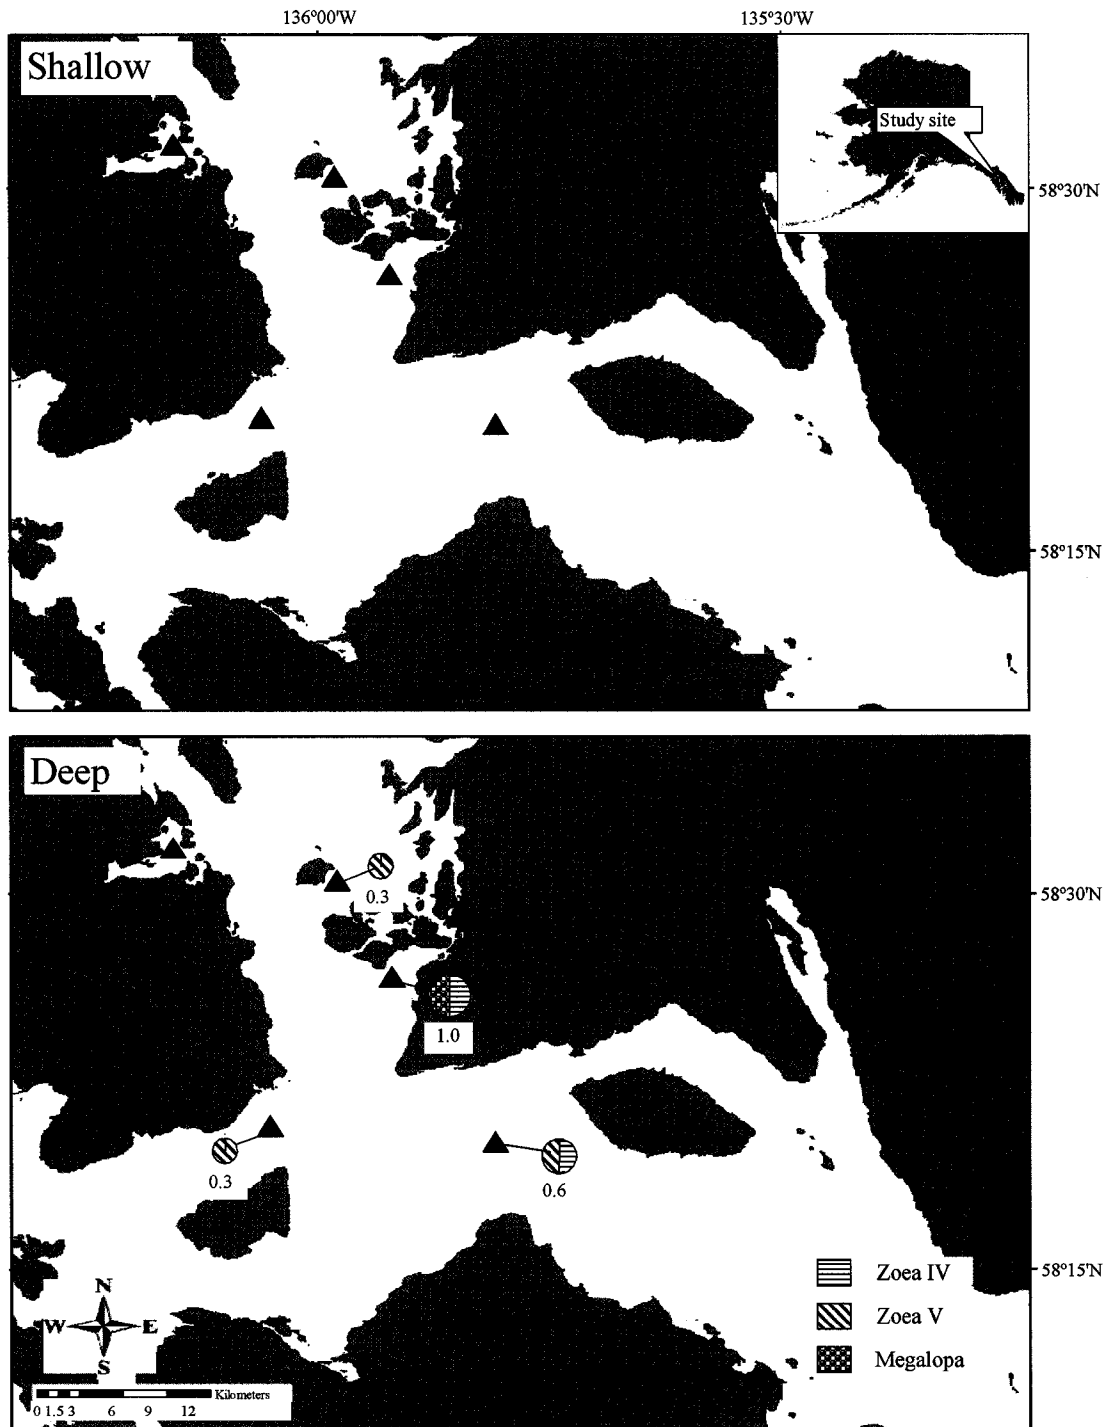 136°00'W 135°30'W
Shallow
Study site
58°30'N
58°15'N
Deep
0.3
58°30'N
1.0
0.3
0.6
58°15'N
Zoea IV
Zoea V
Megalopa
N
W E
S
Kilometers
0 1.5 3 6 9 12